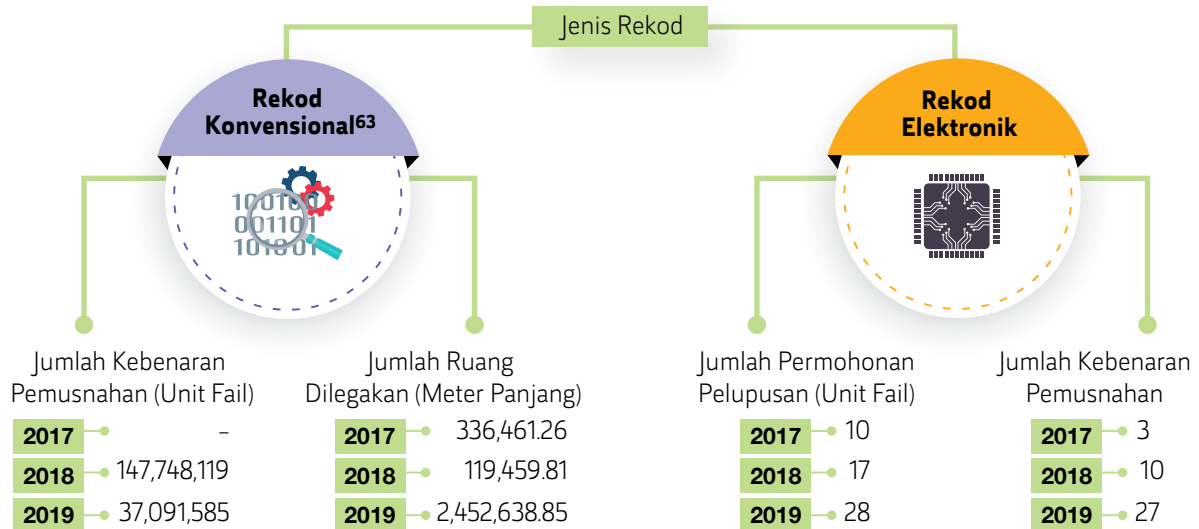 Jenis Rekod
Rekod
Konvensional⁶³
100100
001101
101001
Jumlah Kebenaran
Pemusnahan (Unit Fail)
2017 –
2018 147,748,119
2019 37,091,585
Jumlah Ruang
Dilegakan (Meter Panjang)
2017 336,461.26
2018 119,459.81
2019 2,452,638.85
Rekod
Elektronik
Jumlah Permohonan
Pelupusan (Unit Fail)
2017 10
2018 17
2019 28
Jumlah Kebenaran
Pemusnahan
2017 3
2018 10
2019 27